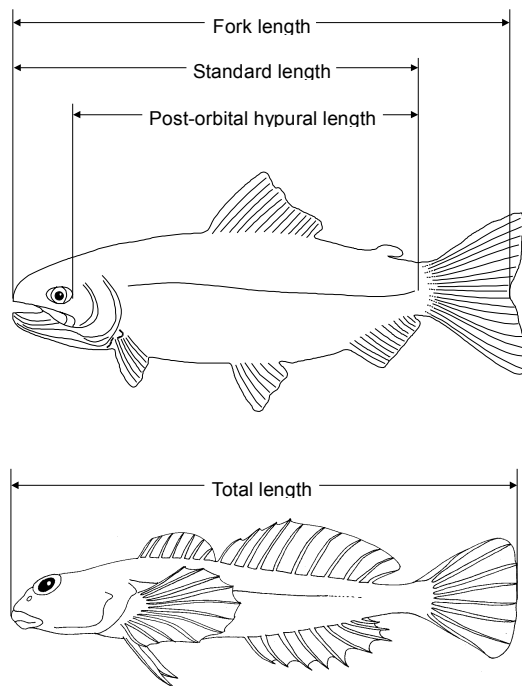 Fork length
Standard length
Post-orbital hypural length
Total length